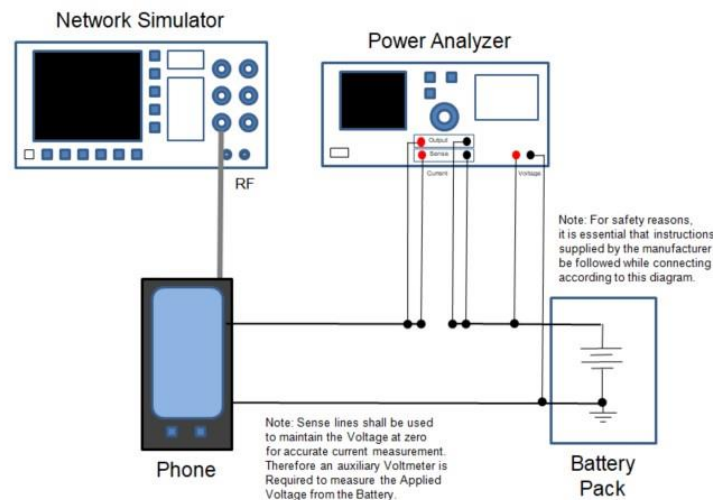 Network Simulator
Power Analyzer
Output
Sense
Current
Voltage
RF
Note: For safety reasons,
it is essential that instructions
supplied by the manufacturer
be followed while connecting
according to this diagram.
Note: Sense lines shall be used
to maintain the Voltage at zero
for accurate current measurement.
Therefore an auxiliary Voltmeter is
Required to measure the Applied
Voltage from the Battery.
Phone
Battery
Pack